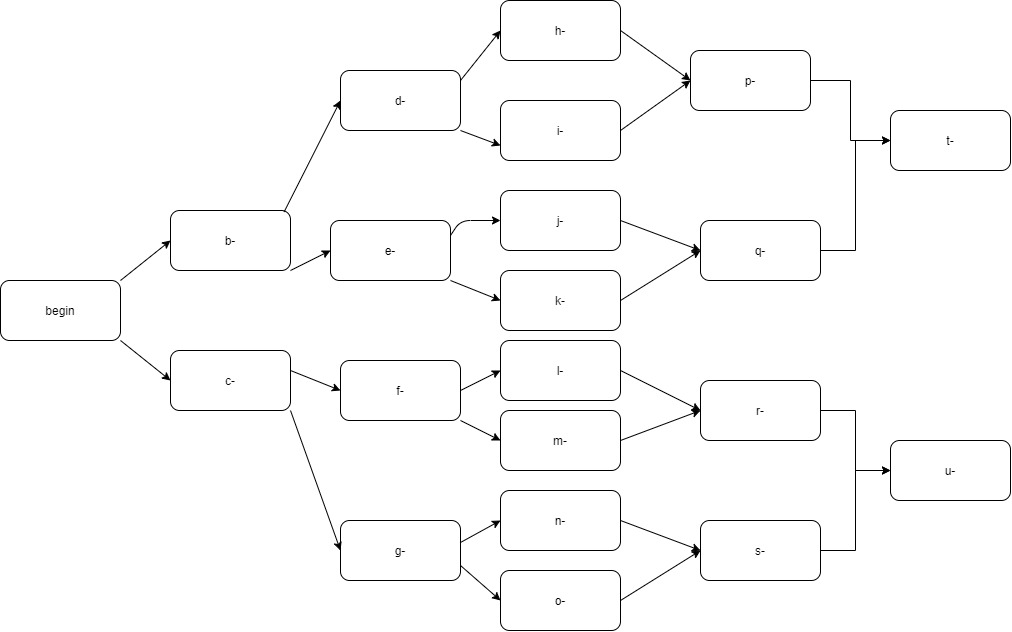 h-
p-
d-
i-
t-
j-
b-
e-
q-
k-
begin
l-
c-
f-
r-
m-
u-
n-
g-
s-
o-